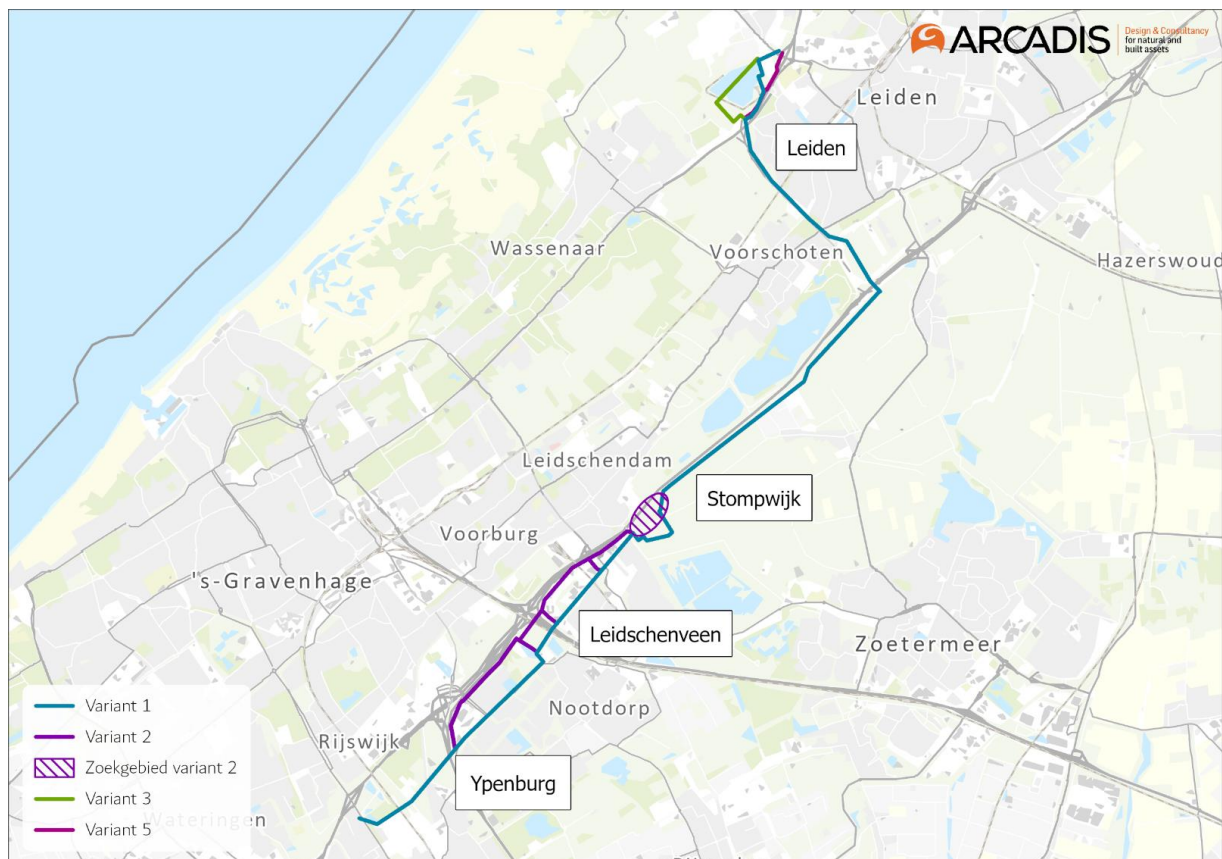 ARCADIS
Design & Consultancy
for natural and
built assets
Leiden
Leiden
Wassenaar
Voorschoten
Hazerswoud
Leidschendam
Stompwijk
Voorburg
's-Gravenhage
Leidschenveen
Zoetermeer
Nootdorp
Rijswijk
Ypenburg
Wateringen
Variant 1
Variant 2
Zoekgebied variant 2
Variant 3
Variant 5